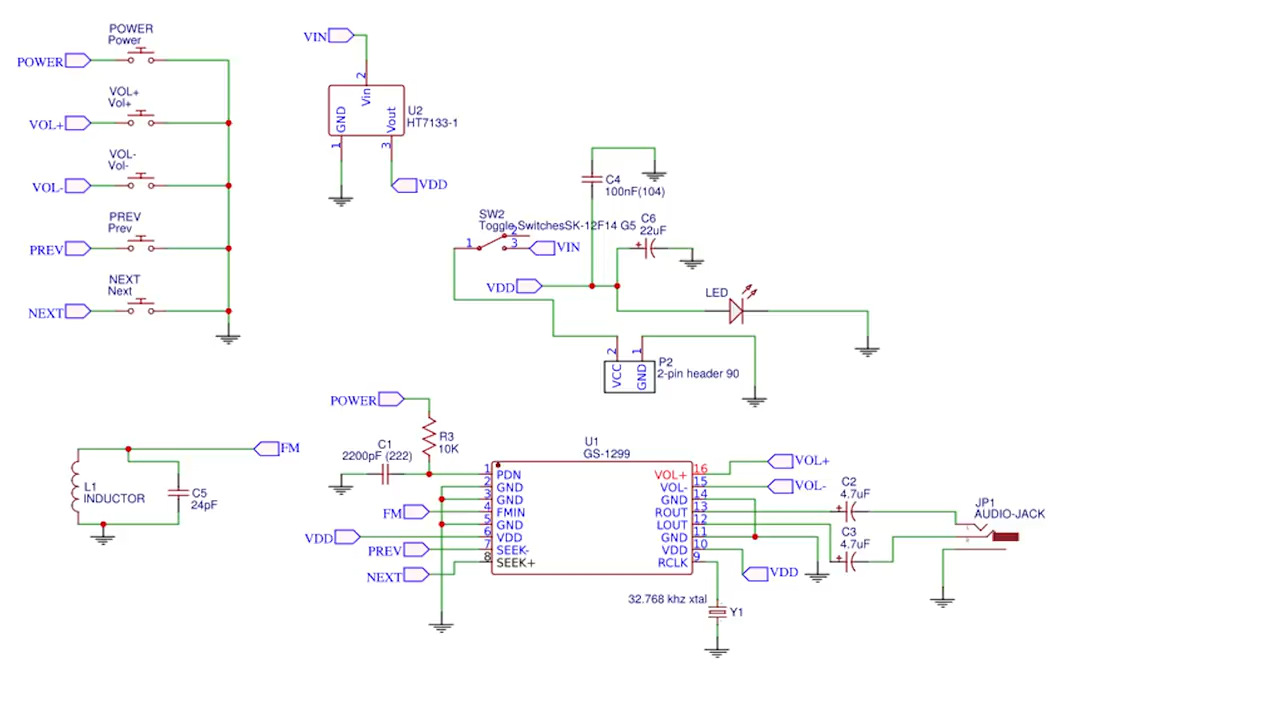 POWER
Power
POWER
VOL+
Vol+
VOL+
VOL-
Vol-
VOL-
PREV
Prev
PREV
NEXT
Next
NEXT
VIN
2
Vin
GND
Vout
U2
HT7133-1
1
3
VDD
C4
100nF(104)
SW2
Toggle SwitchesSK-12F14 G5
1
2
3
VIN
C6
22uF
+
VDD
LED
2
1
VCC
GND
P2
2-pin header 90
POWER
R3
10K
C1
2200pF (222)
FM
L1
INDUCTOR
C5
24pF
U1
GS-1299
1 PDN
2 GND
3 GND
4 FMIN
5 GND
6 VDD
7 SEEK-
8 SEEK+
FM
VDD
PREV
NEXT
VOL+ 16
VOL- 15
GND 14
ROUT 13
LOUT 12
GND 11
VDD 10
RCLK 9
VOL+
VOL-
VDD
C2
4.7uF
+
C3
4.7uF
+
JP1
AUDIO-JACK
32.768 khz xtal
Y1